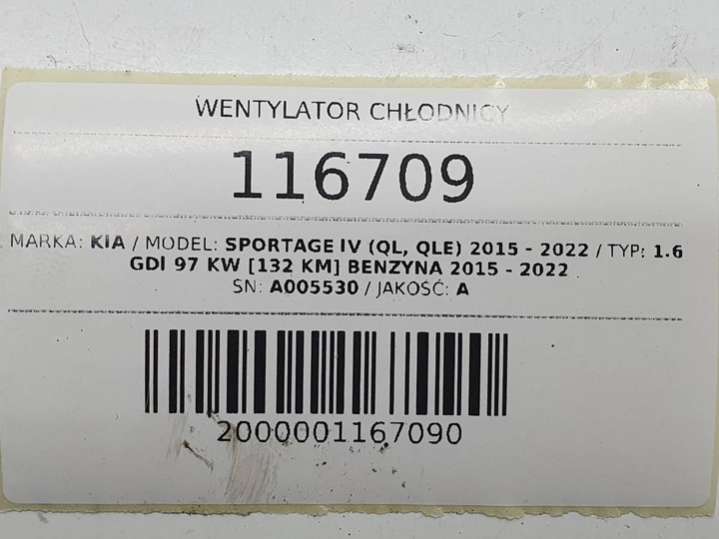 WENTYLATOR CHŁODNICY
116709
MARKA: KIA / MODEL: SPORTAGE IV (QL, QLE) 2015 - 2022 / TYP: 1.6
GDI 97 KW [132 KM] BENZYNA 2015 - 2022
SN: A005530 / JAKOŚĆ: A
2000001167090